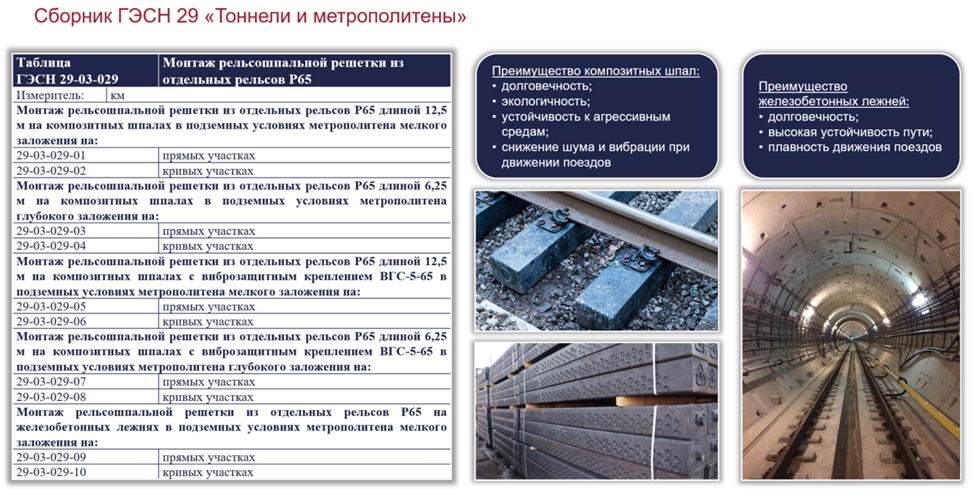 Сборник ГЭСН 29 «Тоннели и метрополитены»
Таблица
ГЭСН 29-03-029
Монтаж рельсошпальной решетки из
отдельных рельсов Р65
Измеритель: км
Монтаж рельсошпальной решетки из отдельных рельсов Р65 длиной 12,5
м на композитных шпалах в подземных условиях метрополитена мелкого
заложения на:
29-03-029-01 прямых участках
29-03-029-02 кривых участках
Монтаж рельсошпальной решетки из отдельных рельсов Р65 длиной 6,25
м на композитных шпалах в подземных условиях метрополитена
глубокого заложения на:
29-03-029-03 прямых участках
29-03-029-04 кривых участках
Монтаж рельсошпальной решетки из отдельных рельсов Р65 длиной 12,5
м на композитных шпалах с виброзащитным креплением ВГС-5-65 в
подземных условиях метрополитена мелкого заложения на:
29-03-029-05 прямых участках
29-03-029-06 кривых участках
Монтаж рельсошпальной решетки из отдельных рельсов Р65 длиной 6,25
м на композитных шпалах с виброзащитным креплением ВГС-5-65 в
подземных условиях метрополитена глубокого заложения на:
29-03-029-07 прямых участках
29-03-029-08 кривых участках
Монтаж рельсошпальной решетки из отдельных рельсов Р65 на
железобетонных лежнях в подземных условиях метрополитена мелкого
заложения на:
29-03-029-09 прямых участках
29-03-029-10 кривых участках
Преимущество композитных шпал:
• долговечность;
• экологичность;
• устойчивость к агрессивным
средам;
• снижение шума и вибрации при
движении поездов
Преимущество
железобетонных лежней:
• долговечность;
• высокая устойчивость пути;
• плавность движения поездов